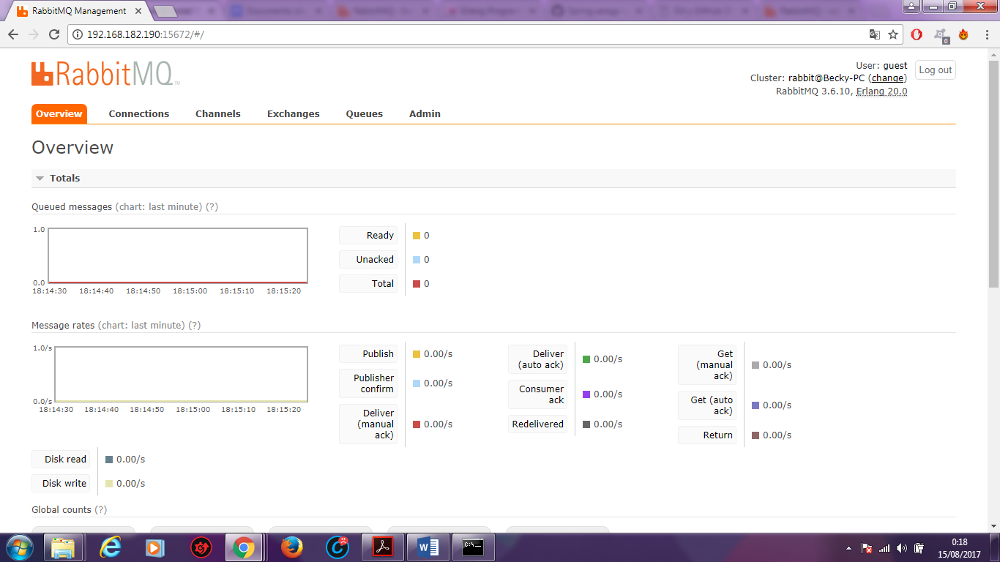 RabbitMQ Management
192.168.182.190:15672/#/
0
RabbitMQ™
User: guest
Cluster: rabbit@Becky-PC (change)
RabbitMQ 3.6.10, Erlang 20.0
Log out
Overview Connections Channels Exchanges Queues Admin
Overview
Totals
Queued messages (chart: last minute) (?)
1.0
0.0
18:14:30 18:14:40 18:14:50 18:15:00 18:15:10 18:15:20
Ready 0
Unacked 0
Total 0
Message rates (chart: last minute) (?)
1.0/s
0.0/s
18:14:30 18:14:40 18:14:50 18:15:00 18:15:10 18:15:20
Publish 0.00/s
Publisher
confirm 0.00/s
Deliver
(manual
ack) 0.00/s
Deliver
(auto ack) 0.00/s
Consumer
ack 0.00/s
Redelivered 0.00/s
Get
(manual
ack) 0.00/s
Get (auto
ack) 0.00/s
Return 0.00/s
Disk read 0.00/s
Disk write 0.00/s
Global counts (?)
0:18
15/08/2017